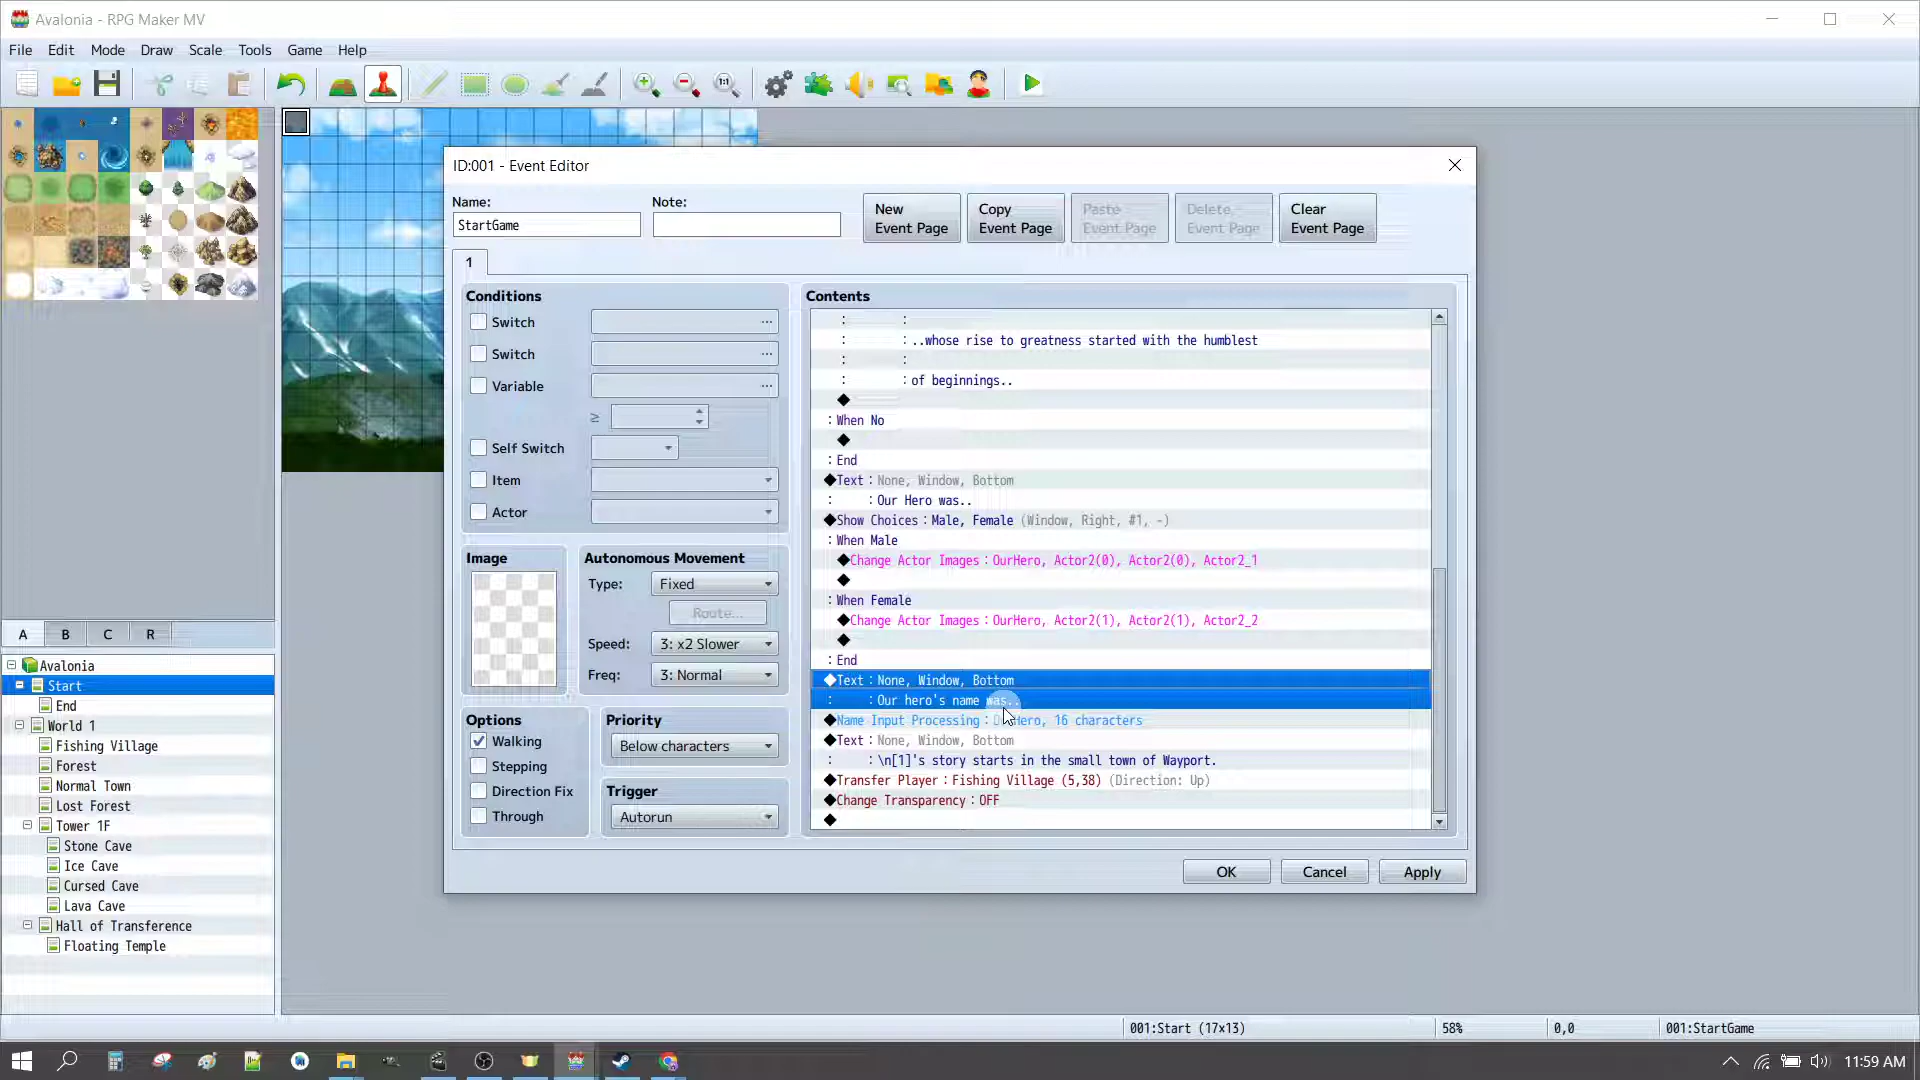 Avalonia - RPG Maker MV
File Edit Mode Draw Scale Tools Game Help
ID:001 - Event Editor
Name: Note:
StartGame
New Event Page
Copy Event Page
Paste Event Page
Delete Event Page
Clear Event Page
1
Conditions
Switch ...
Switch ...
Variable ...
≥
Self Switch
Item
Actor
Image
Autonomous Movement
Type: Fixed
Route...
Speed: 3: x2 Slower
Freq: 3: Normal
Options
Walking
Stepping
Direction Fix
Through
Priority
Below characters
Trigger
Autorun
Contents
: :
: : ..whose rise to greatness started with the humblest
: :
: : of beginnings..
◆
: When No
◆
: End
◆Text : None, Window, Bottom
: : Our Hero was..
◆Show Choices : Male, Female (Window, Right, #1, -)
: When Male
◆Change Actor Images : OurHero, Actor2(0), Actor2(0), Actor2_1
◆
: When Female
◆Change Actor Images : OurHero, Actor2(1), Actor2(1), Actor2_2
◆
: End
◆Text : None, Window, Bottom
: : Our hero's name was..
◆Name Input Processing : OurHero, 16 characters
◆Text : None, Window, Bottom
: : \n[1]'s story starts in the small town of Wayport.
◆Transfer Player : Fishing Village (5,38) (Direction: Up)
◆Change Transparency : OFF
◆
OK Cancel Apply
A B C R
Avalonia
Start
End
World 1
Fishing Village
Forest
Normal Town
Lost Forest
Tower 1F
Stone Cave
Ice Cave
Cursed Cave
Lava Cave
Hall of Transference
Floating Temple
001:Start (17x13) 58% 0,0 001:StartGame
11:59 AM